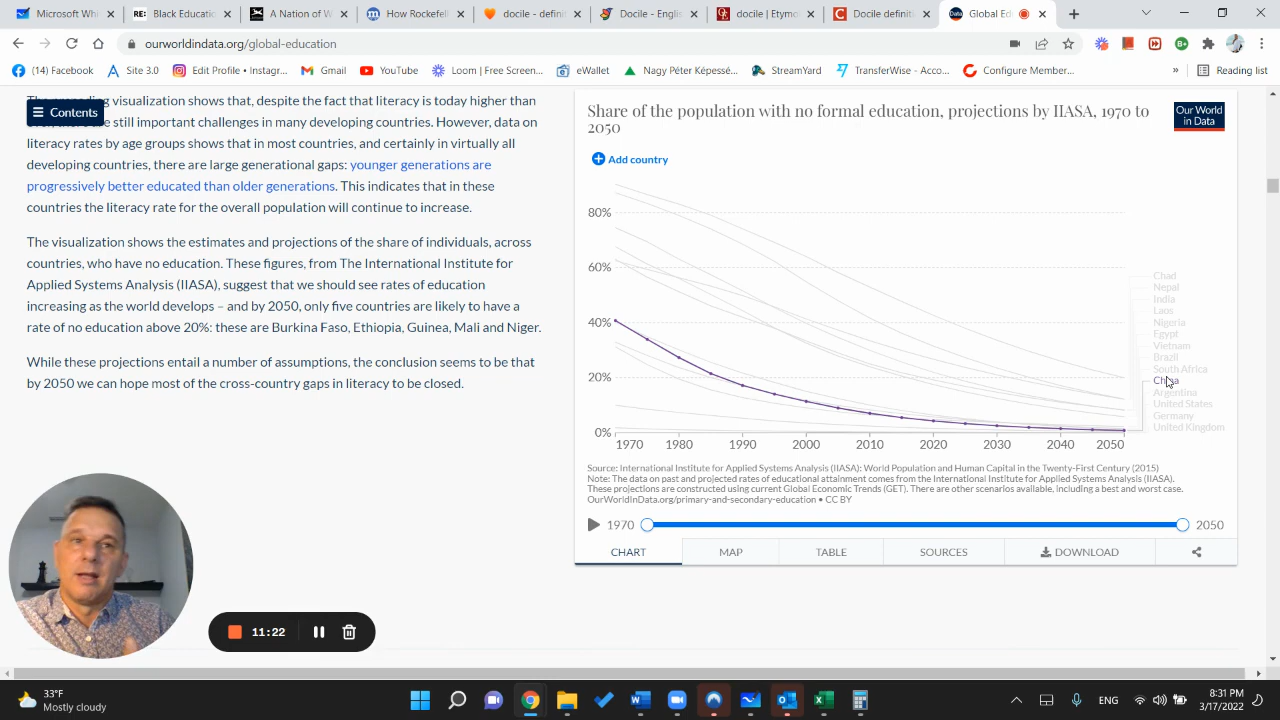 Microsoft Whi
Black Educatio
A Nation of W
How Rockefell
docile - defini
Docile - Englis
docile | Etymo
Docile definiti
Global Ed
ourworldindata.org/global-education
(14) Facebook
Site 3.0
Edit Profile • Instagr...
Gmail
YouTube
Loom | Free Screen...
eWallet
Nagy Péter Képessé...
StreamYard
TransferWise - Acco...
Configure Member...
»
Reading list
visualization shows that, despite the fact that literacy is today higher than
Contents
are still important challenges in many developing countries. However, data on
literacy rates by age groups shows that in most countries, and certainly in virtually all
developing countries, there are large generational gaps: younger generations are
progressively better educated than older generations. This indicates that in these
countries the literacy rate for the overall population will continue to increase.
The visualization shows the estimates and projections of the share of individuals, across
countries, who have no education. These figures, from The International Institute for
Applied Systems Analysis (IIASA), suggest that we should see rates of education
increasing as the world develops – and by 2050, only five countries are likely to have a
rate of no education above 20%: these are Burkina Faso, Ethiopia, Guinea, Mali and Niger.
While these projections entail a number of assumptions, the conclusion seems to be that
by 2050 we can hope most of the cross-country gaps in literacy to be closed.
Share of the population with no formal education, projections by IIASA, 1970 to
2050
Our World
in Data
Add country
80%
60%
40%
20%
0%
1970 1980 1990 2000 2010 2020 2030 2040 2050
Chad
Nepal
India
Laos
Nigeria
Egypt
Vietnam
Brazil
South Africa
China
Argentina
United States
Germany
United Kingdom
Source: International Institute for Applied Systems Analysis (IIASA): World Population and Human Capital in the Twenty-First Century (2015)
Note: The data on past and projected rates of educational attainment comes from the International Institute for Applied Systems Analysis (IIASA).
These projections are constructed using current Global Economic Trends (GET). There are other scenarios available, including a best and worst case.
OurWorldInData.org/primary-and-secondary-education • CC BY
1970
2050
CHART
MAP
TABLE
SOURCES
DOWNLOAD
11:22
33°F
Mostly cloudy
ENG
8:31 PM
3/17/2022